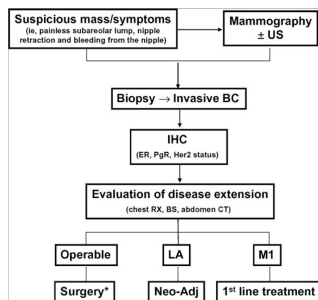 Suspicious mass/symptoms
(ie, painless subareolar lump, nipple
retraction and bleeding from the nipple)
Mammography
± US
Biopsy → Invasive BC
IHC
(ER, PgR, Her2 status)
Evaluation of disease extension
(chest RX, BS, abdomen CT)
Operable
LA
M1
Surgery*
Neo-Adj
1st line treatment